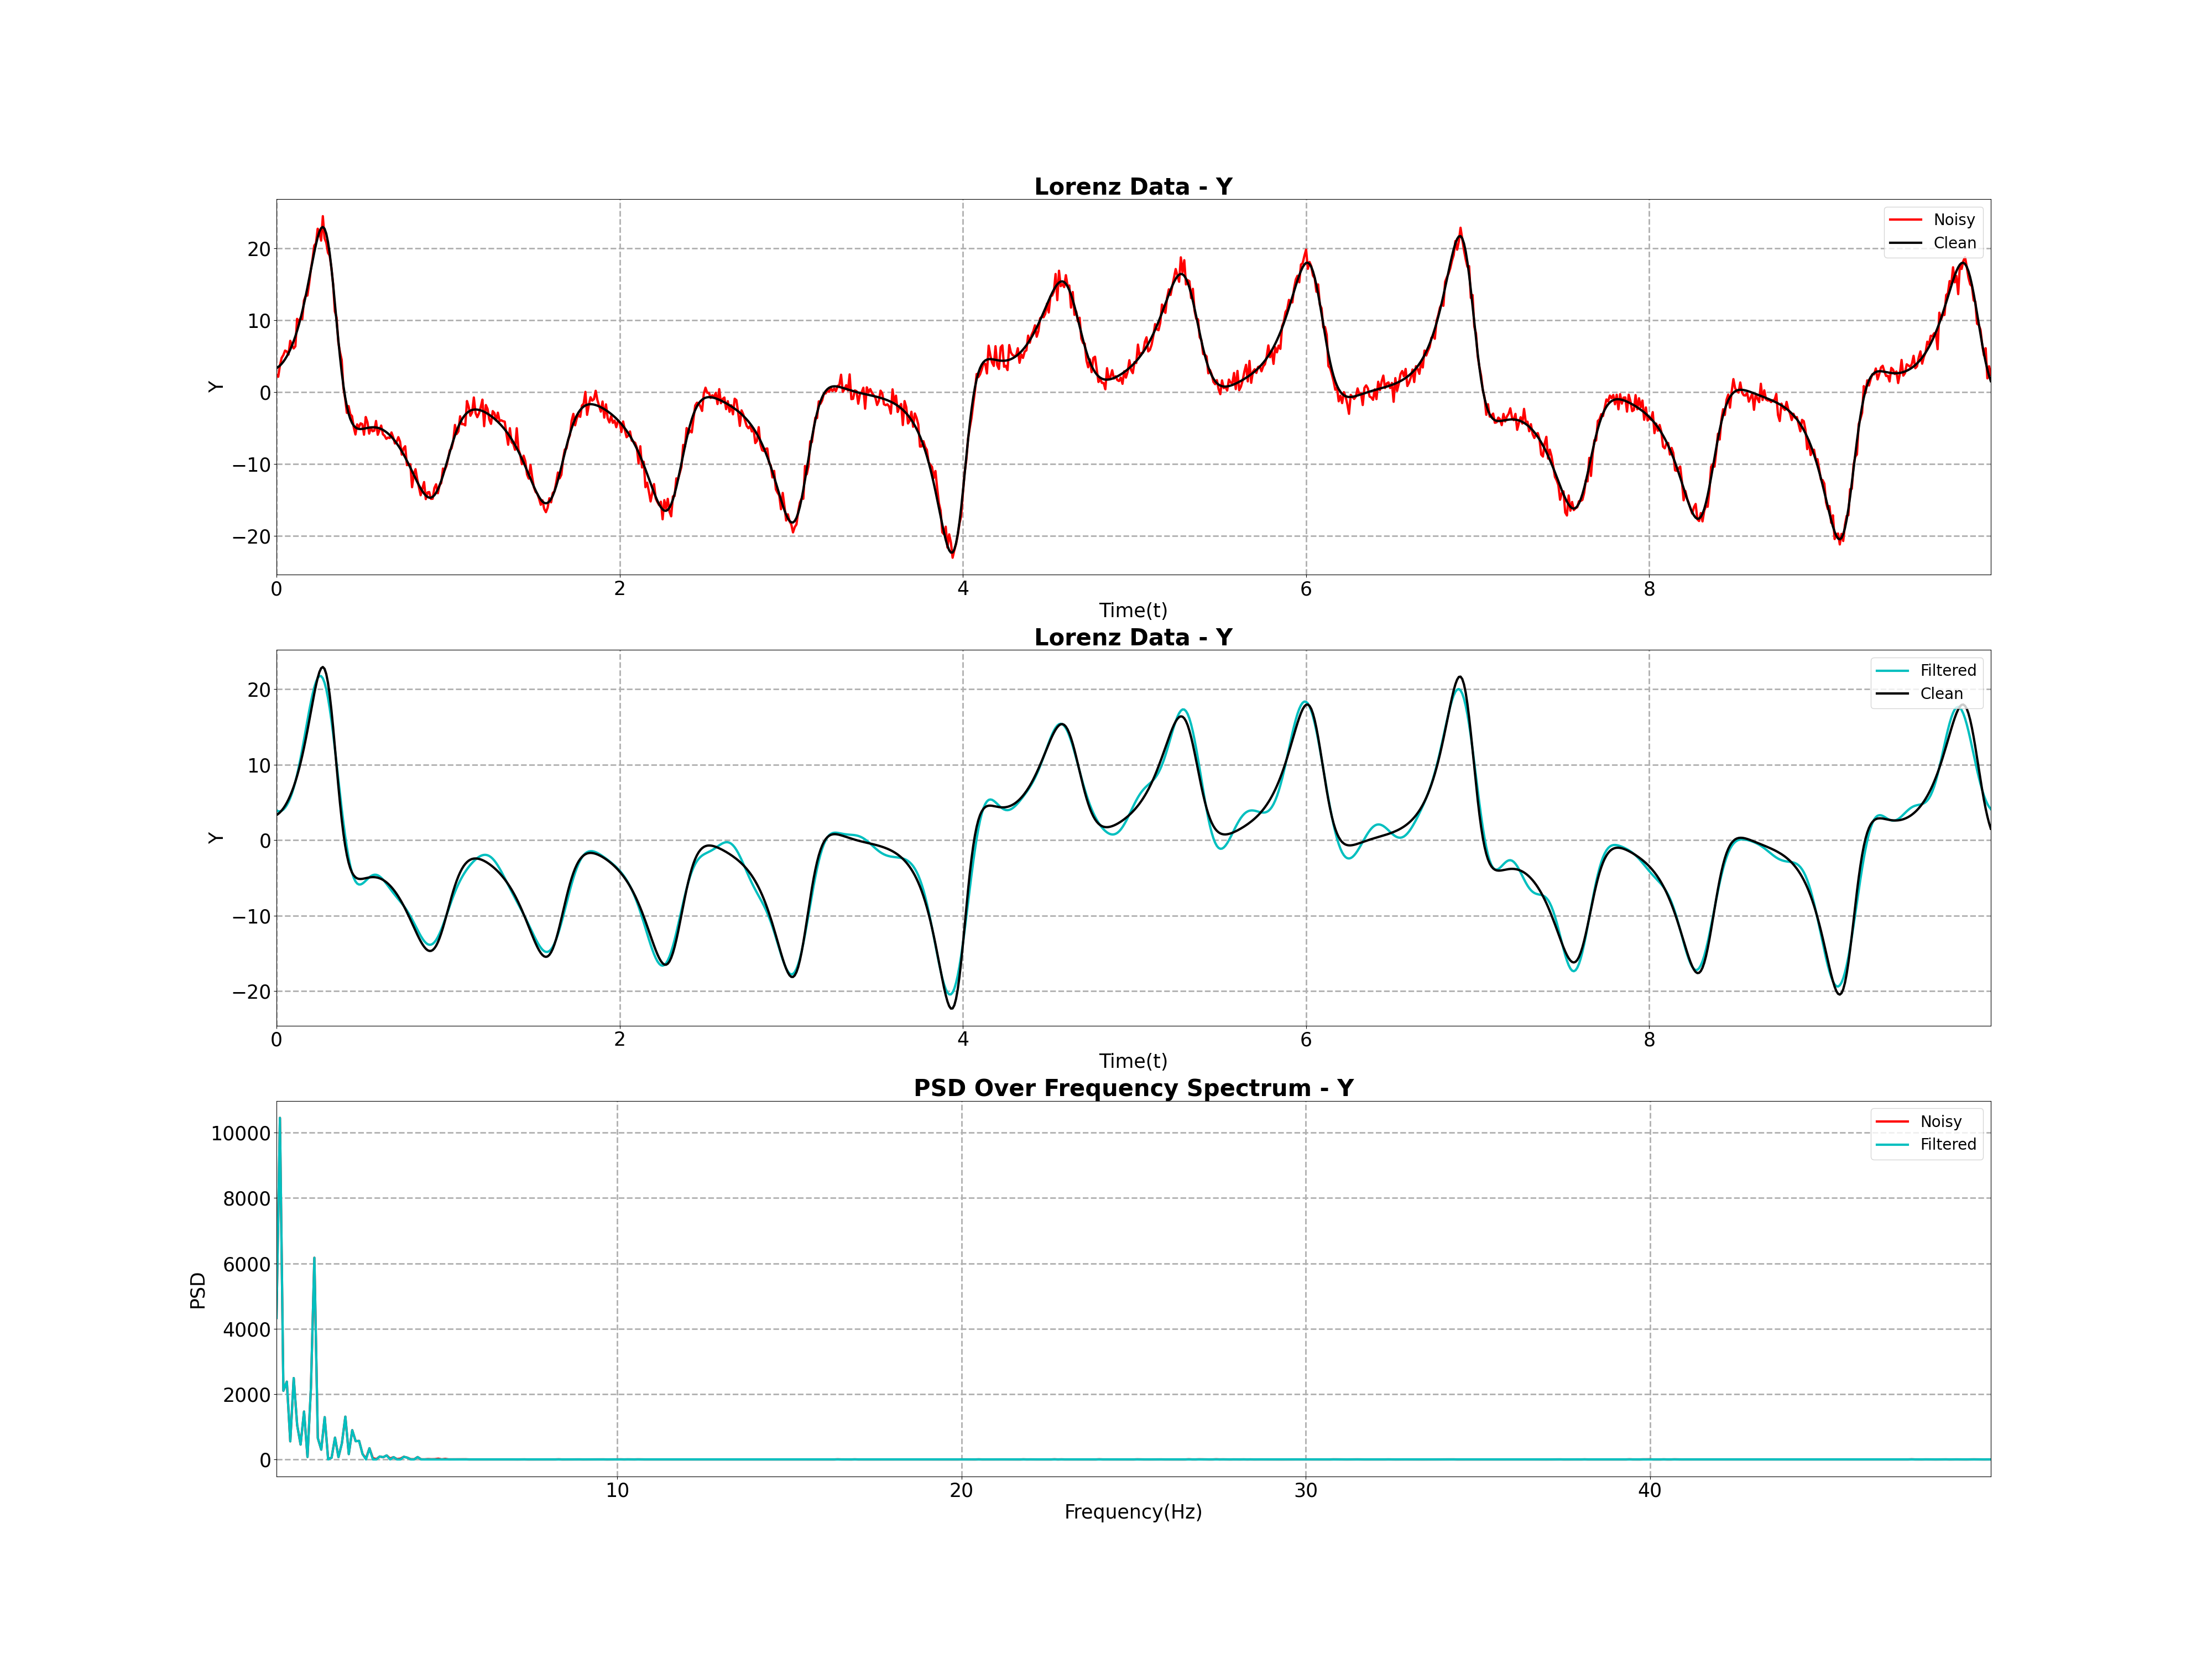 Lorenz Data - Y
20
10
0
−10
−20
Y
Noisy
Clean
0 2 4 6 8
Time(t)
Lorenz Data - Y
20
10
0
−10
−20
Y
Filtered
Clean
0 2 4 6 8
Time(t)
PSD Over Frequency Spectrum - Y
10000
8000
6000
4000
2000
0
PSD
Noisy
Filtered
10 20 30 40
Frequency(Hz)